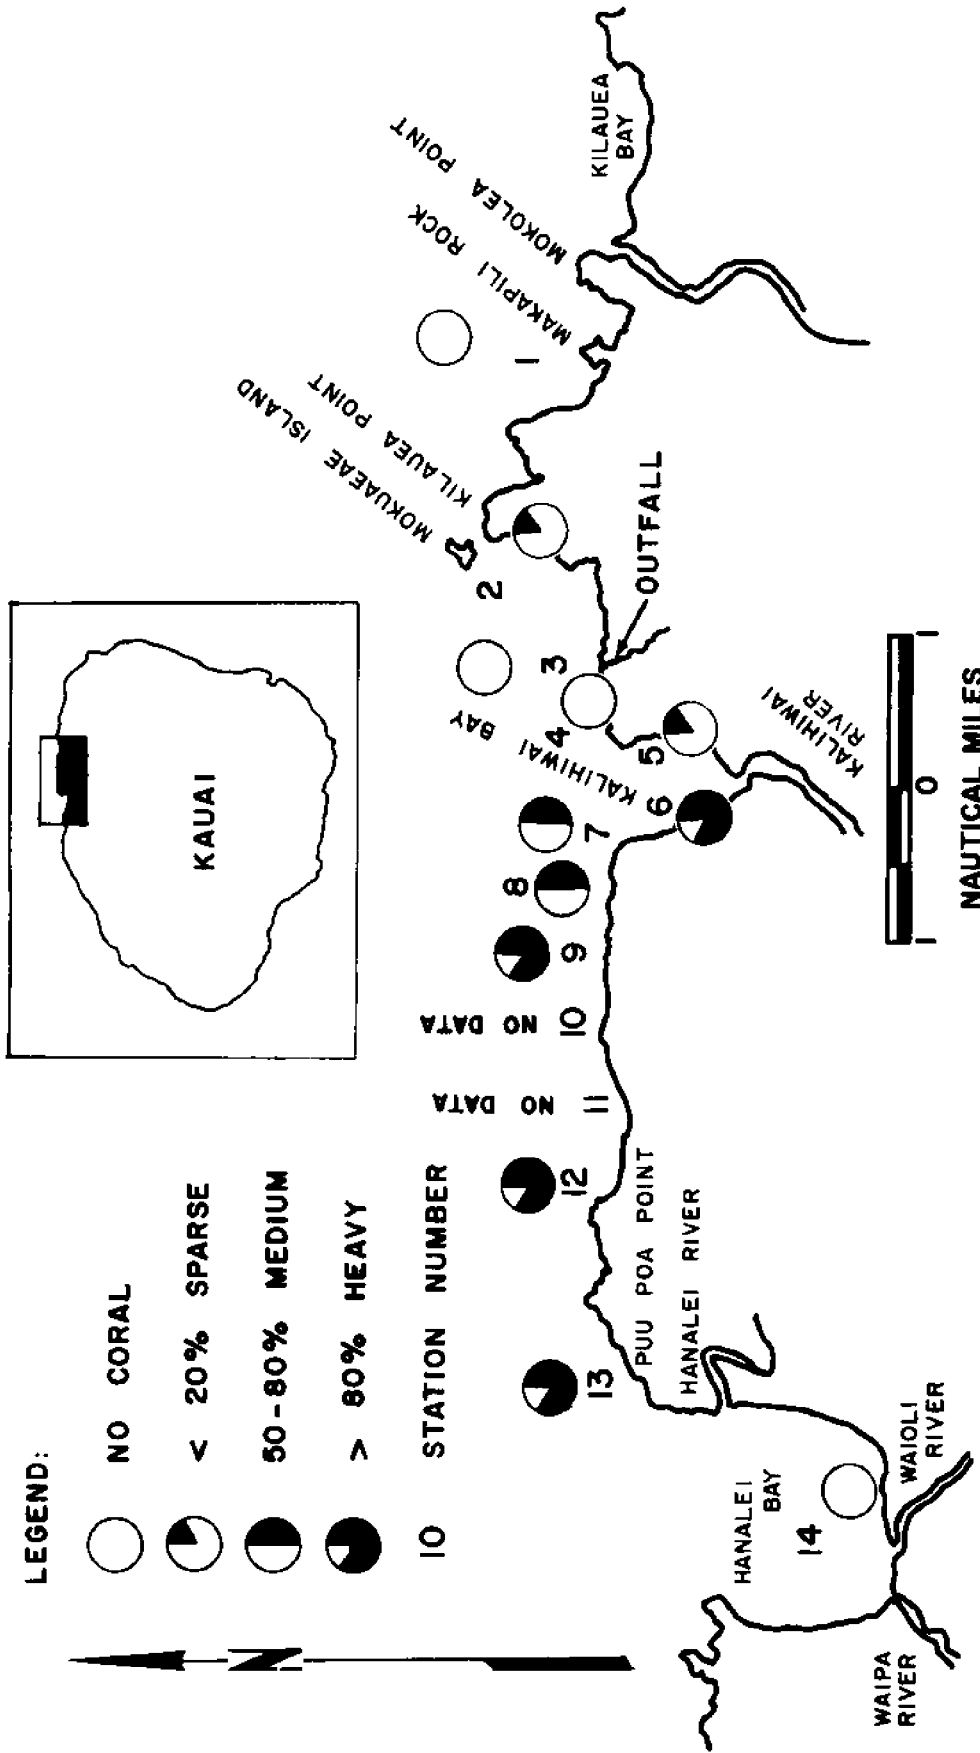 LEGEND:
NO CORAL
< 20% SPARSE
50-80% MEDIUM
> 80% HEAVY
10 STATION NUMBER
N
KAUAI
MOKUAEAE ISLAND
KILAUEA POINT
MAKAPILI ROCK
MOKOLEA POINT
KILAUEA
BAY
1
2
3
4
5
6
7
8
9
10
NO DATA
11
NO DATA
12
13
14
OUTFALL
KALIHIWAI BAY
KALIHIWAI
RIVER
PUU POA POINT
HANALEI RIVER
HANALEI
BAY
WAIOLI
RIVER
WAIPA
RIVER
1 0 1
NAUTICAL MILES